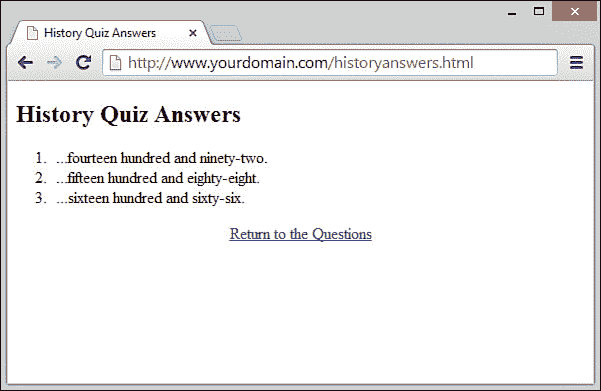 History Quiz Answers
http://www.yourdomain.com/historyanswers.html
History Quiz Answers
1. ...fourteen hundred and ninety-two.
2. ...fifteen hundred and eighty-eight.
3. ...sixteen hundred and sixty-six.
Return to the Questions